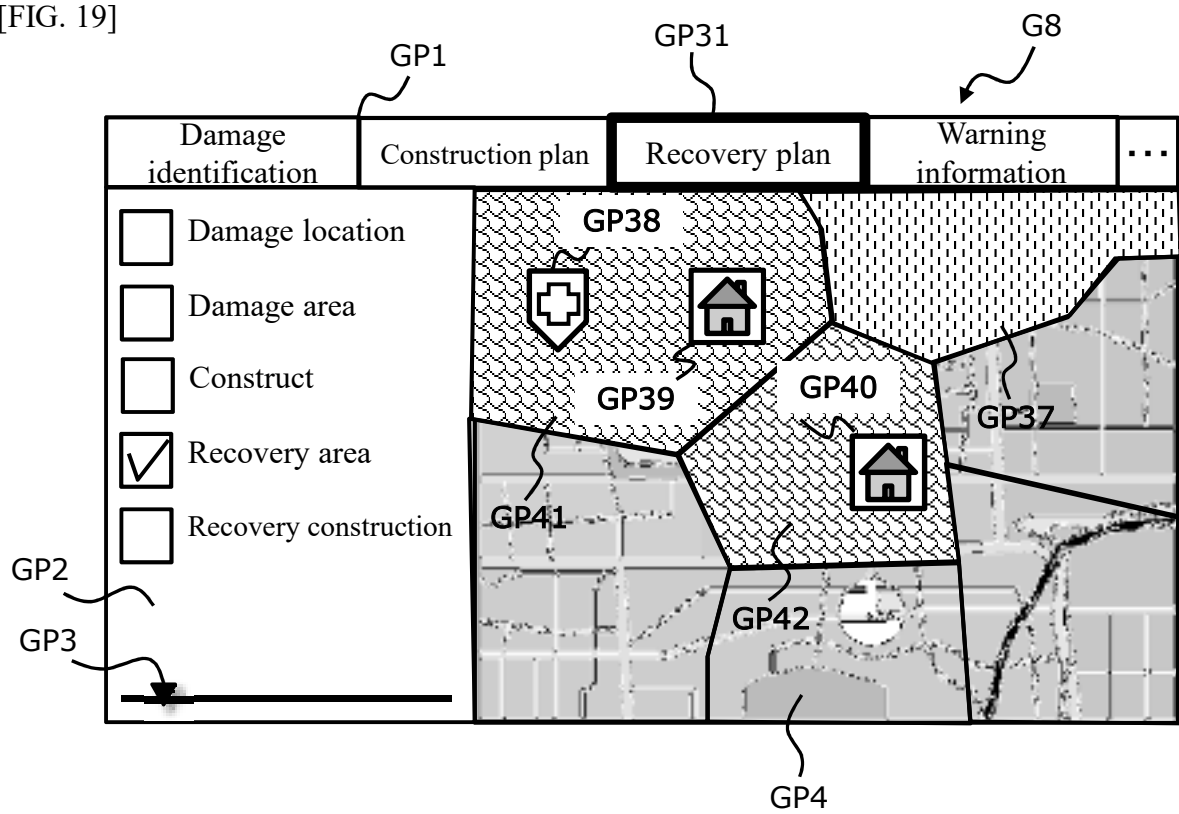 [FIG. 19]
G8
GP31
GP1
Damage
identification
Construction plan
Recovery plan
Warning
information
...
Damage location
Damage area
Construct
Recovery area
Recovery construction
GP38
GP39
GP40
GP37
GP41
GP42
GP2
GP3
GP4